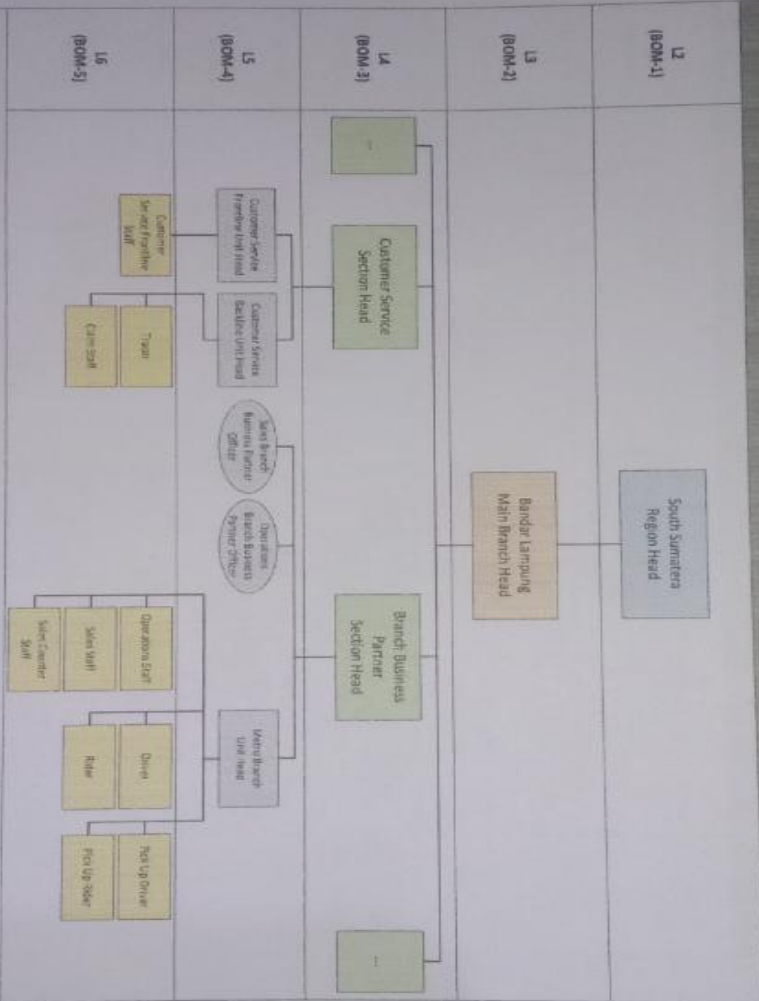 L2
(BOM-1)
South Sumatera
Region Head
L3
(BOM-2)
Bandar Lampung
Main Branch Head
L4
(BOM-3)
...
Customer Service
Section Head
Branch Business
Partner
Section Head
...
L5
(BOM-4)
Customer Service
Frontline Unit Head
Customer Service
Backline Unit Head
Sales Branch
Business Partner
Officer
Operations
Branch Business
Partner Officer
Metro Branch
Unit Head
L6
(BOM-5)
Customer
Service Frontline
Staff
Tracer
Claim Staff
Operations Staff
Sales Staff
Sales Counter
Staff
Driver
Rider
Pick Up Driver
Pick Up Rider